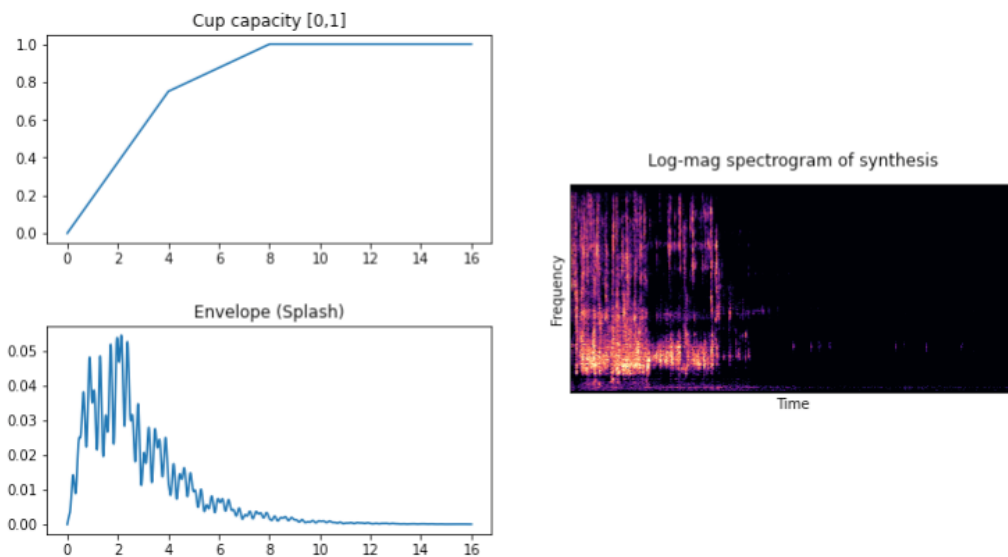 Cup capacity [0,1]
1.0
0.8
0.6
0.4
0.2
0.0
0 2 4 6 8 10 12 14 16
Envelope (Splash)
0.05
0.04
0.03
0.02
0.01
0.00
0 2 4 6 8 10 12 14 16
Log-mag spectrogram of synthesis
Frequency
Time